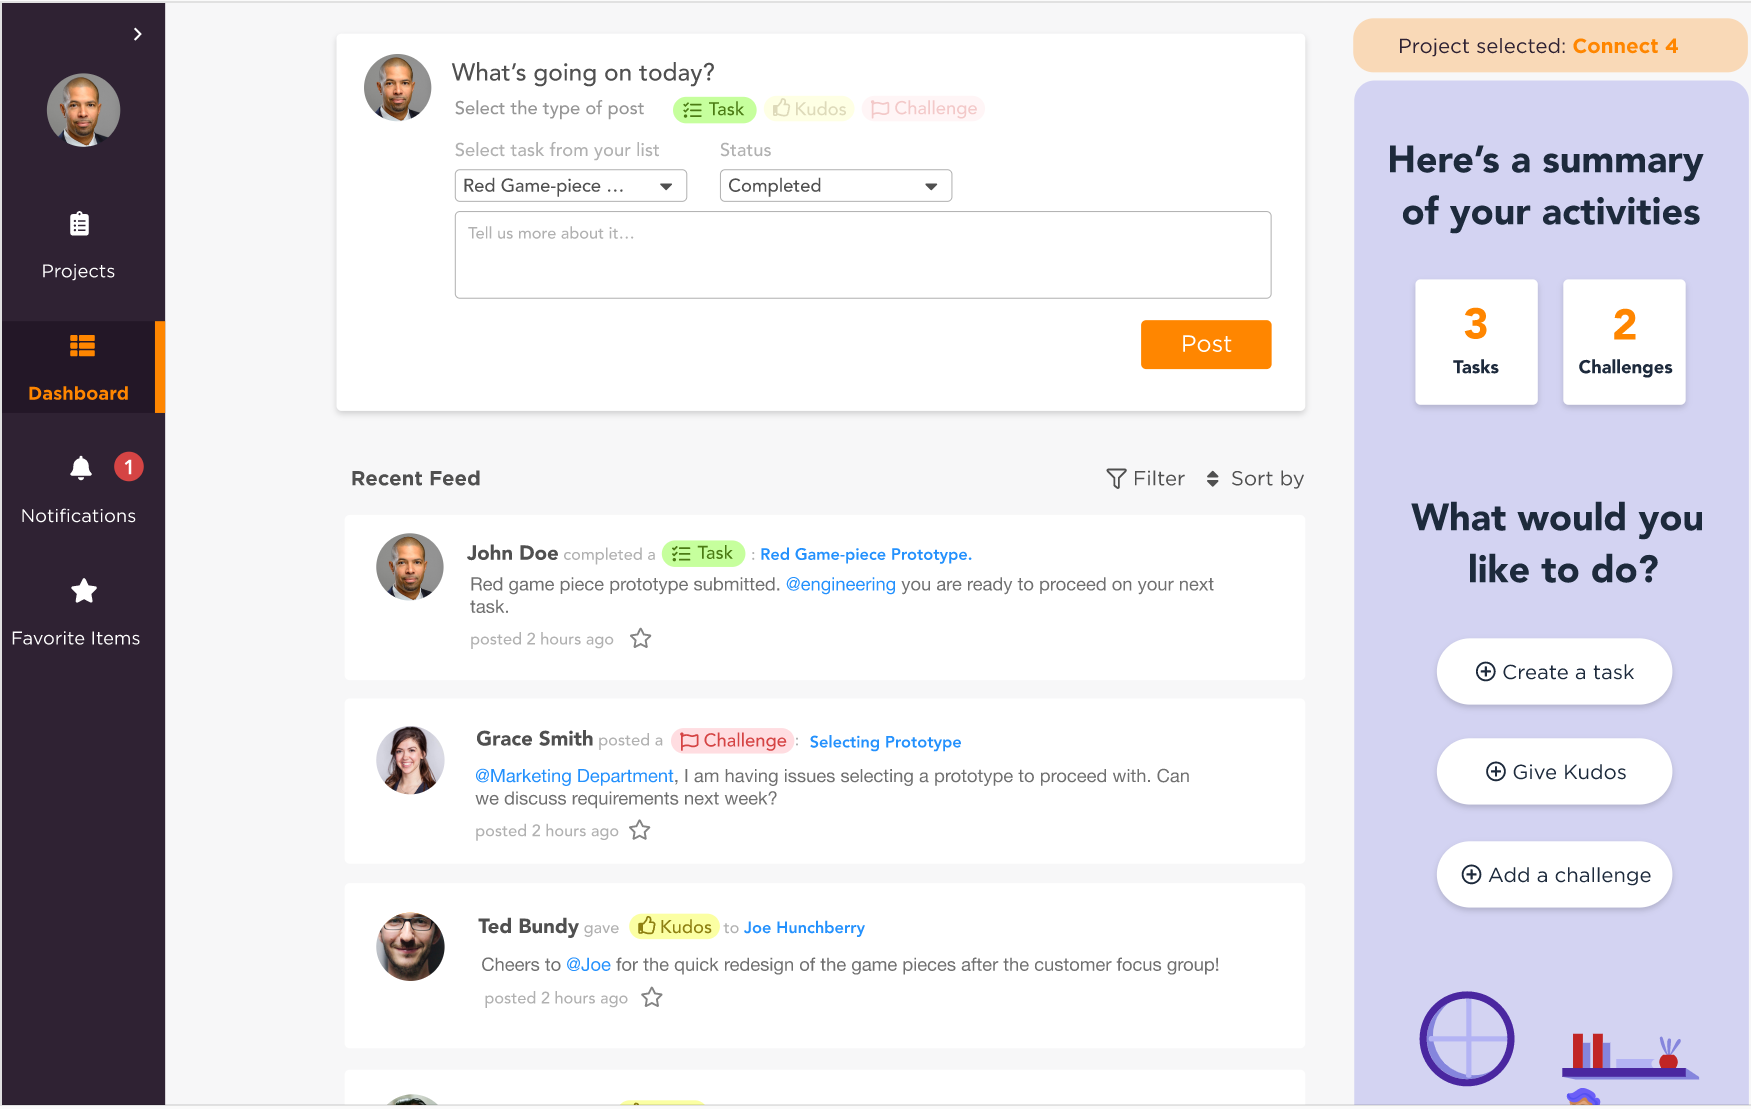 Projects
Dashboard
1
Notifications
Favorite Items
What's going on today?
Select the type of post Task Kudos Challenge
Select task from your list Status
Red Game-piece ... Completed
Tell us more about it...
Post
Recent Feed Filter Sort by
John Doe completed a Task : Red Game-piece Prototype.
Red game piece prototype submitted. @engineering you are ready to proceed on your next
task.
posted 2 hours ago
Grace Smith posted a Challenge : Selecting Prototype
@Marketing Department, I am having issues selecting a prototype to proceed with. Can
we discuss requirements next week?
posted 2 hours ago
Ted Bundy gave Kudos to Joe Hunchberry
Cheers to @Joe for the quick redesign of the game pieces after the customer focus group!
posted 2 hours ago
Project selected: Connect 4
Here's a summary
of your activities
3 2
Tasks Challenges
What would you
like to do?
Create a task
Give Kudos
Add a challenge